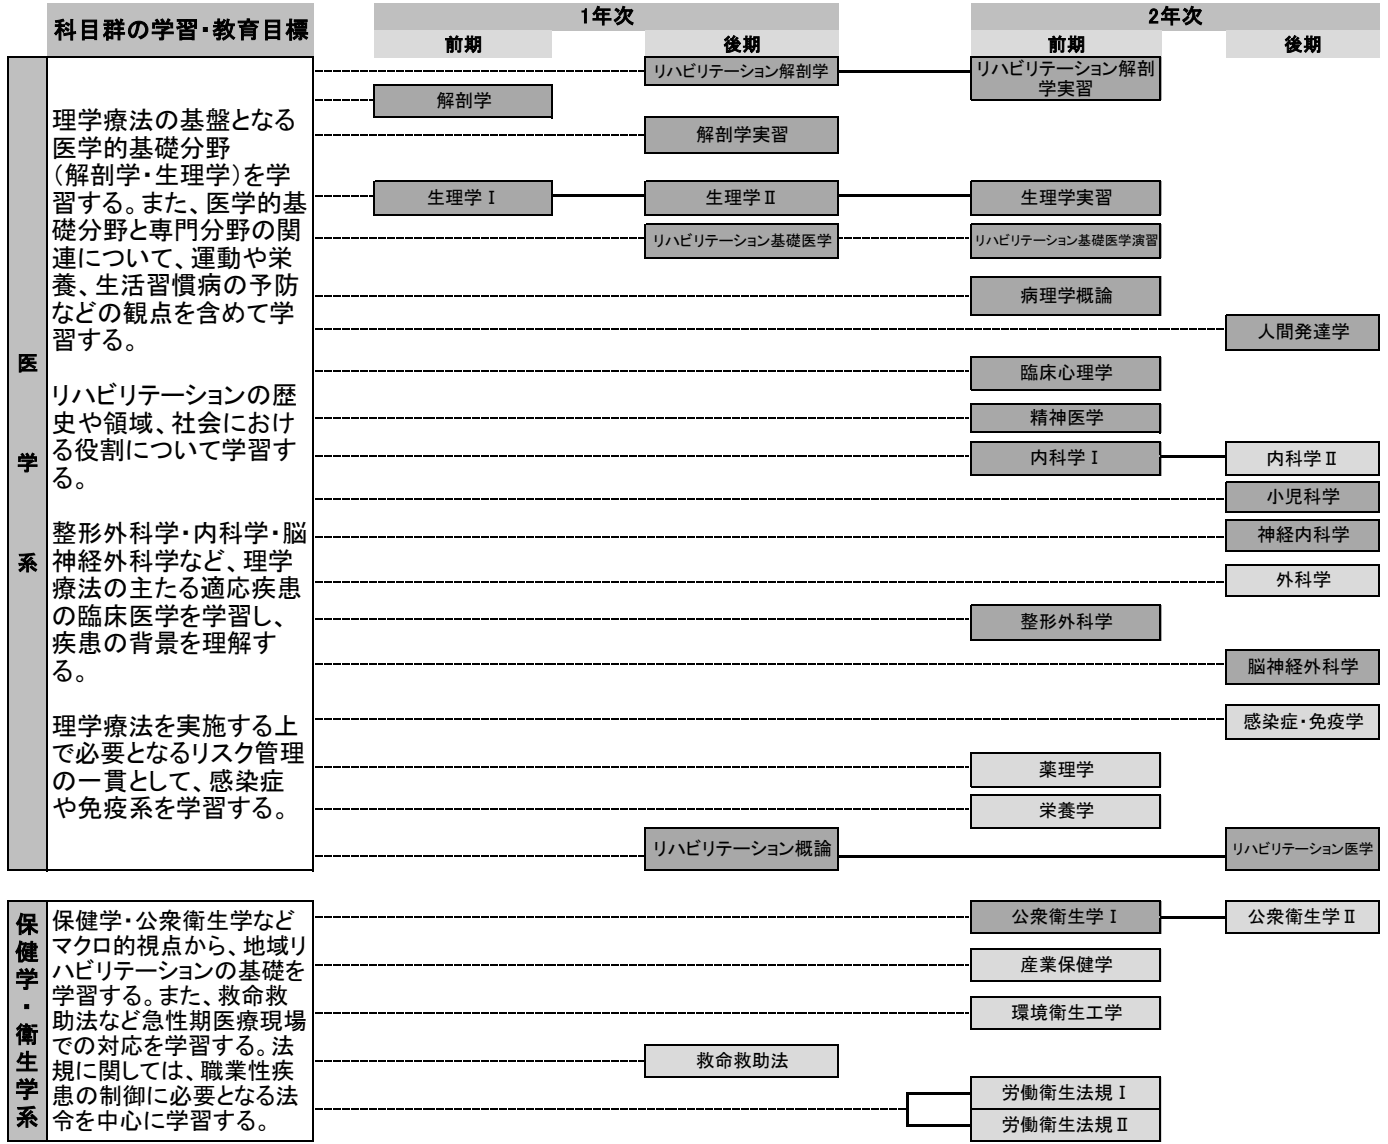 科目群の学習・教育目標
1年次
2年次
前期
後期
前期
後期
医学系
理学療法の基盤となる
医学的基礎分野
(解剖学・生理学)を学
習する。また、医学的基
礎分野と専門分野の関
連について、運動や栄
養、生活習慣病の予防
などの観点を含めて学
習する。
リハビリテーションの歴
史や領域、社会におけ
る役割について学習す
る。
整形外科学・内科学・脳
神経外科学など、理学
療法の主たる適応疾患
の臨床医学を学習し、
疾患の背景を理解す
る。
理学療法を実施する上
で必要となるリスク管理
の一貫として、感染症
や免疫系を学習する。
リハビリテーション解剖学
リハビリテーション解剖
学実習
解剖学
解剖学実習
生理学Ⅰ
生理学Ⅱ
生理学実習
リハビリテーション基礎医学
リハビリテーション基礎医学演習
病理学概論
人間発達学
臨床心理学
精神医学
内科学Ⅰ
内科学Ⅱ
小児科学
神経内科学
外科学
整形外科学
脳神経外科学
感染症・免疫学
薬理学
栄養学
リハビリテーション概論
リハビリテーション医学
保健学・衛生学系
保健学・公衆衛生学など
マクロ的視点から、地域リ
ハビリテーションの基礎を
学習する。また、救命救
助法など急性期医療現場
での対応を学習する。法
規に関しては、職業性疾
患の制御に必要となる法
令を中心に学習する。
公衆衛生学Ⅰ
公衆衛生学Ⅱ
産業保健学
環境衛生工学
救命救助法
労働衛生法規Ⅰ
労働衛生法規Ⅱ